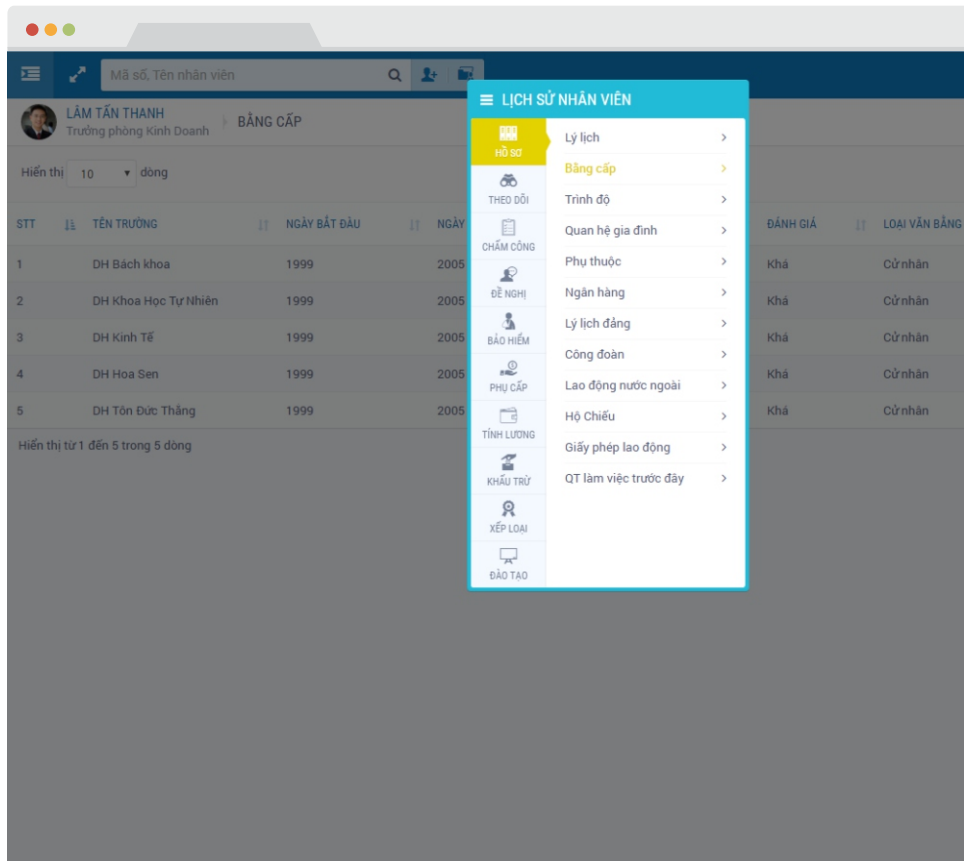 Mã số, Tên nhân viên
LÂM TẤN THANH
Trưởng phòng Kinh Doanh
BẰNG CẤP
Hiển thị 10 dòng
STT TÊN TRƯỜNG NGÀY BẮT ĐẦU NGÀY ĐÁNH GIÁ LOẠI VĂN BẰNG
1 DH Bách khoa 1999 2005 Khá Cử nhân
2 DH Khoa Học Tự Nhiên 1999 2005 Khá Cử nhân
3 DH Kinh Tế 1999 2005 Khá Cử nhân
4 DH Hoa Sen 1999 2005 Khá Cử nhân
5 DH Tôn Đức Thắng 1999 2005 Khá Cử nhân
Hiển thị từ 1 đến 5 trong 5 dòng
LỊCH SỬ NHÂN VIÊN
HỒ SƠ
THEO DÕI
CHẤM CÔNG
ĐỀ NGHỊ
BẢO HIỂM
PHỤ CẤP
TÍNH LƯƠNG
KHẤU TRỪ
XẾP LOẠI
ĐÀO TẠO
Lý lịch
Bằng cấp
Trình độ
Quan hệ gia đình
Phụ thuộc
Ngân hàng
Lý lịch đảng
Công đoàn
Lao động nước ngoài
Hộ Chiếu
Giấy phép lao động
QT làm việc trước đây